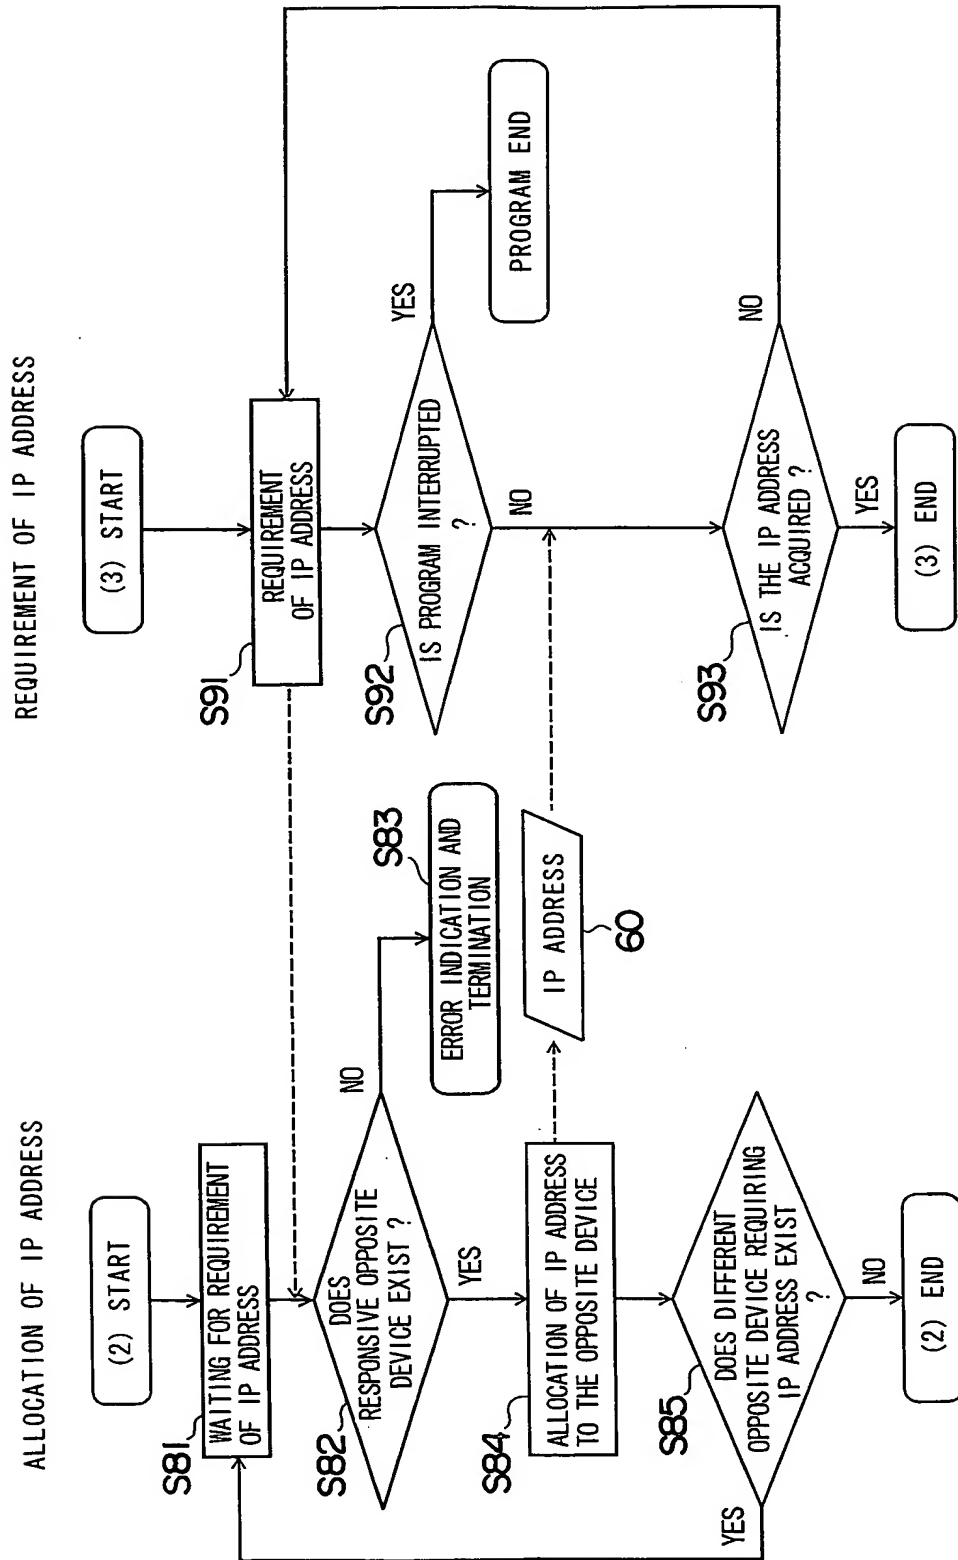 ALLOCATION OF IP ADDRESS
(2) START
S81
WAITING FOR REQUIREMENT
OF IP ADDRESS
S82
DOES
RESPONSIVE OPPOSITE
DEVICE EXIST ?
NO
S83
ERROR INDICATION AND
TERMINATION
YES
S84
ALLOCATION OF IP ADDRESS
TO THE OPPOSITE DEVICE
IP ADDRESS
60
S85
DOES DIFFERENT
OPPOSITE DEVICE REQUIRING
IP ADDRESS EXIST
?
YES
NO
(2) END
REQUIREMENT OF IP ADDRESS
(3) START
S91
REQUIREMENT
OF IP ADDRESS
S92
IS PROGRAM INTERRUPTED
?
YES
PROGRAM END
NO
S93
IS THE IP ADDRESS
ACQUIRED ?
NO
YES
(3) END